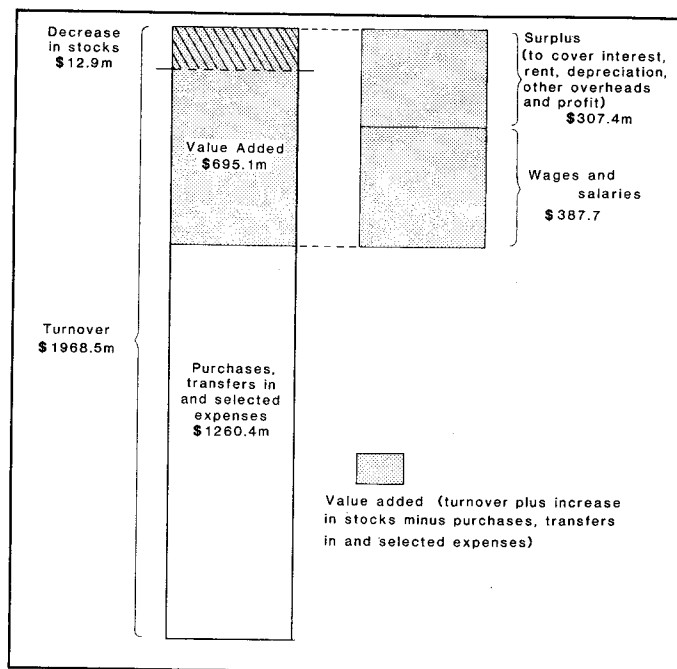 Decrease
in stocks
$12.9m
Value Added
$695.1m
Turnover
$1968.5m
Purchases,
transfers in
and selected
expenses
$1260.4m
Surplus
(to cover interest,
rent, depreciation,
other overheads
and profit)
$307.4m
Wages and
salaries
$387.7
Value added (turnover plus increase
in stocks minus purchases, transfers
in and selected expenses)